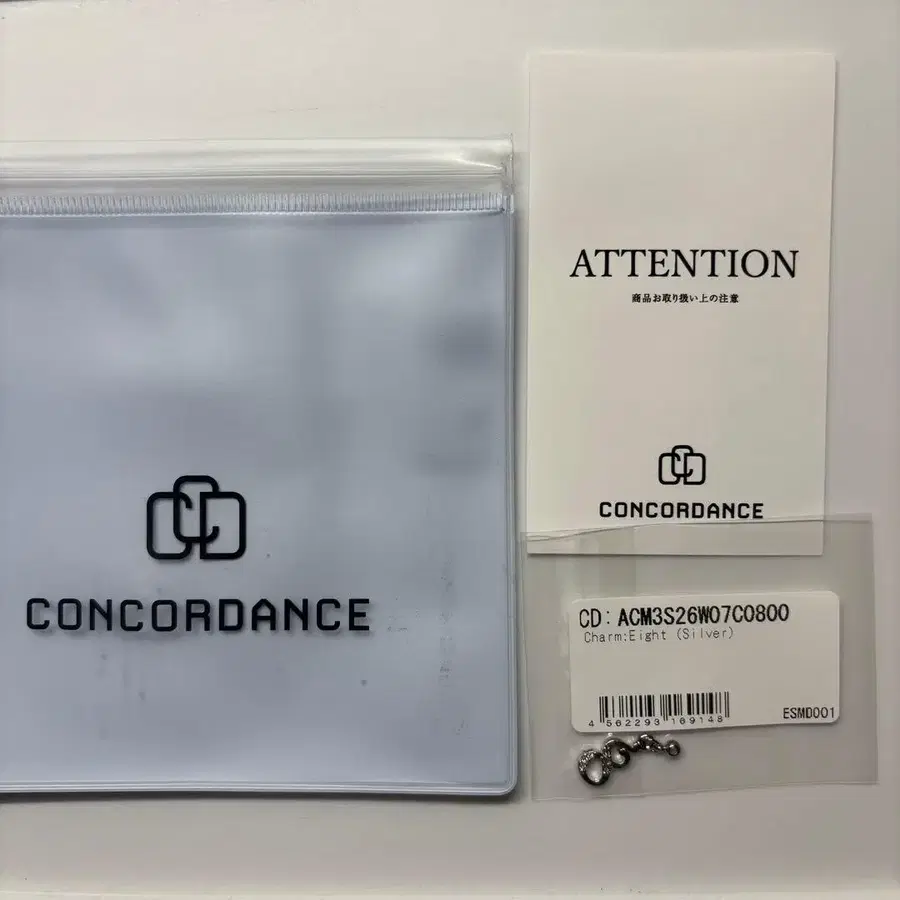 CONCORDANCE
ATTENTION
商品お取り扱い上の注意
CONCORDANCE
CD: ACM3S26W07C0800
Charm:Eight (Silver)
4 562293 169148
ESMD001